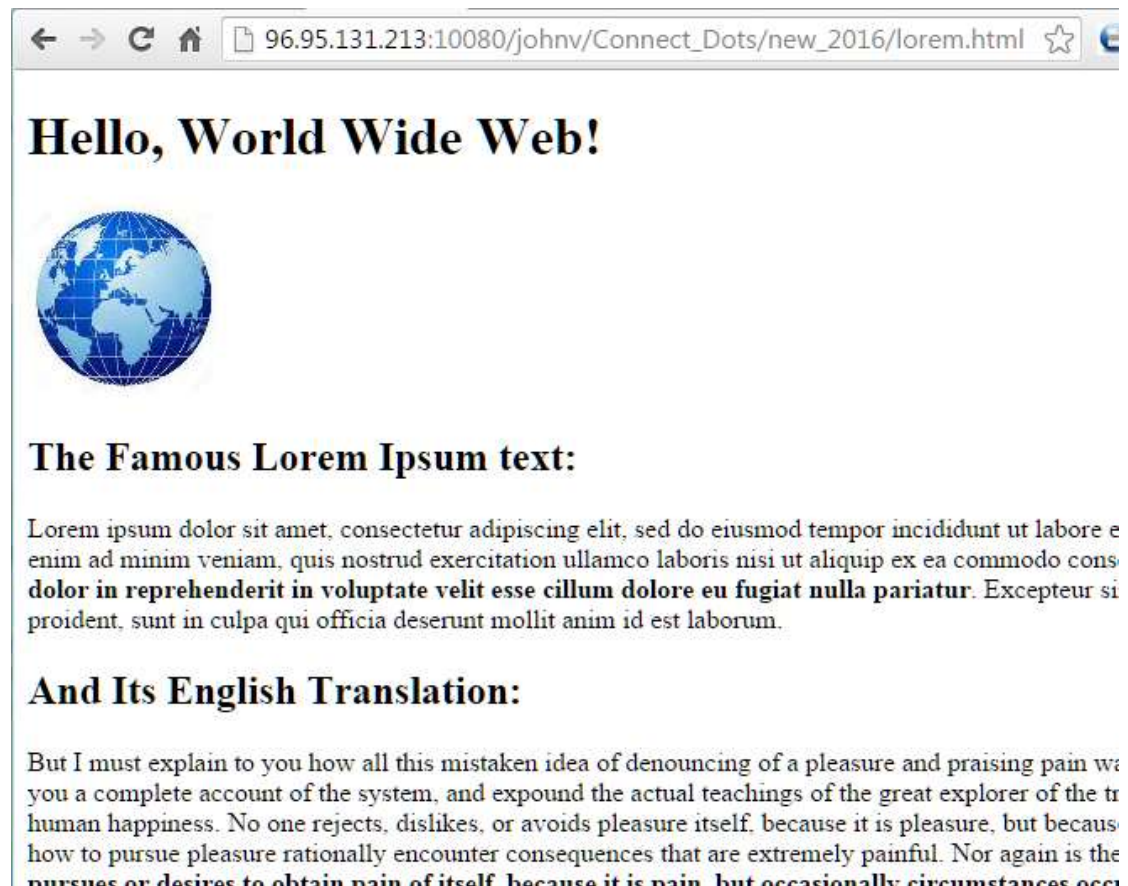 96.95.131.213:10080/johnv/Connect_Dots/new_2016/lorem.html
Hello, World Wide Web!
The Famous Lorem Ipsum text:
Lorem ipsum dolor sit amet, consectetur adipiscing elit, sed do eiusmod tempor incididunt ut labore e
enim ad minim veniam, quis nostrud exercitation ullamco laboris nisi ut aliquip ex ea commodo cons
dolor in reprehenderit in voluptate velit esse cillum dolore eu fugiat nulla pariatur. Excepteur si
proident, sunt in culpa qui officia deserunt mollit anim id est laborum.
And Its English Translation:
But I must explain to you how all this mistaken idea of denouncing of a pleasure and praising pain wa
you a complete account of the system, and expound the actual teachings of the great explorer of the tr
human happiness. No one rejects, dislikes, or avoids pleasure itself, because it is pleasure, but becaus
how to pursue pleasure rationally encounter consequences that are extremely painful. Nor again is the
pursues or desires to obtain pain of itself, because it is pain, but occasionally circumstances occu